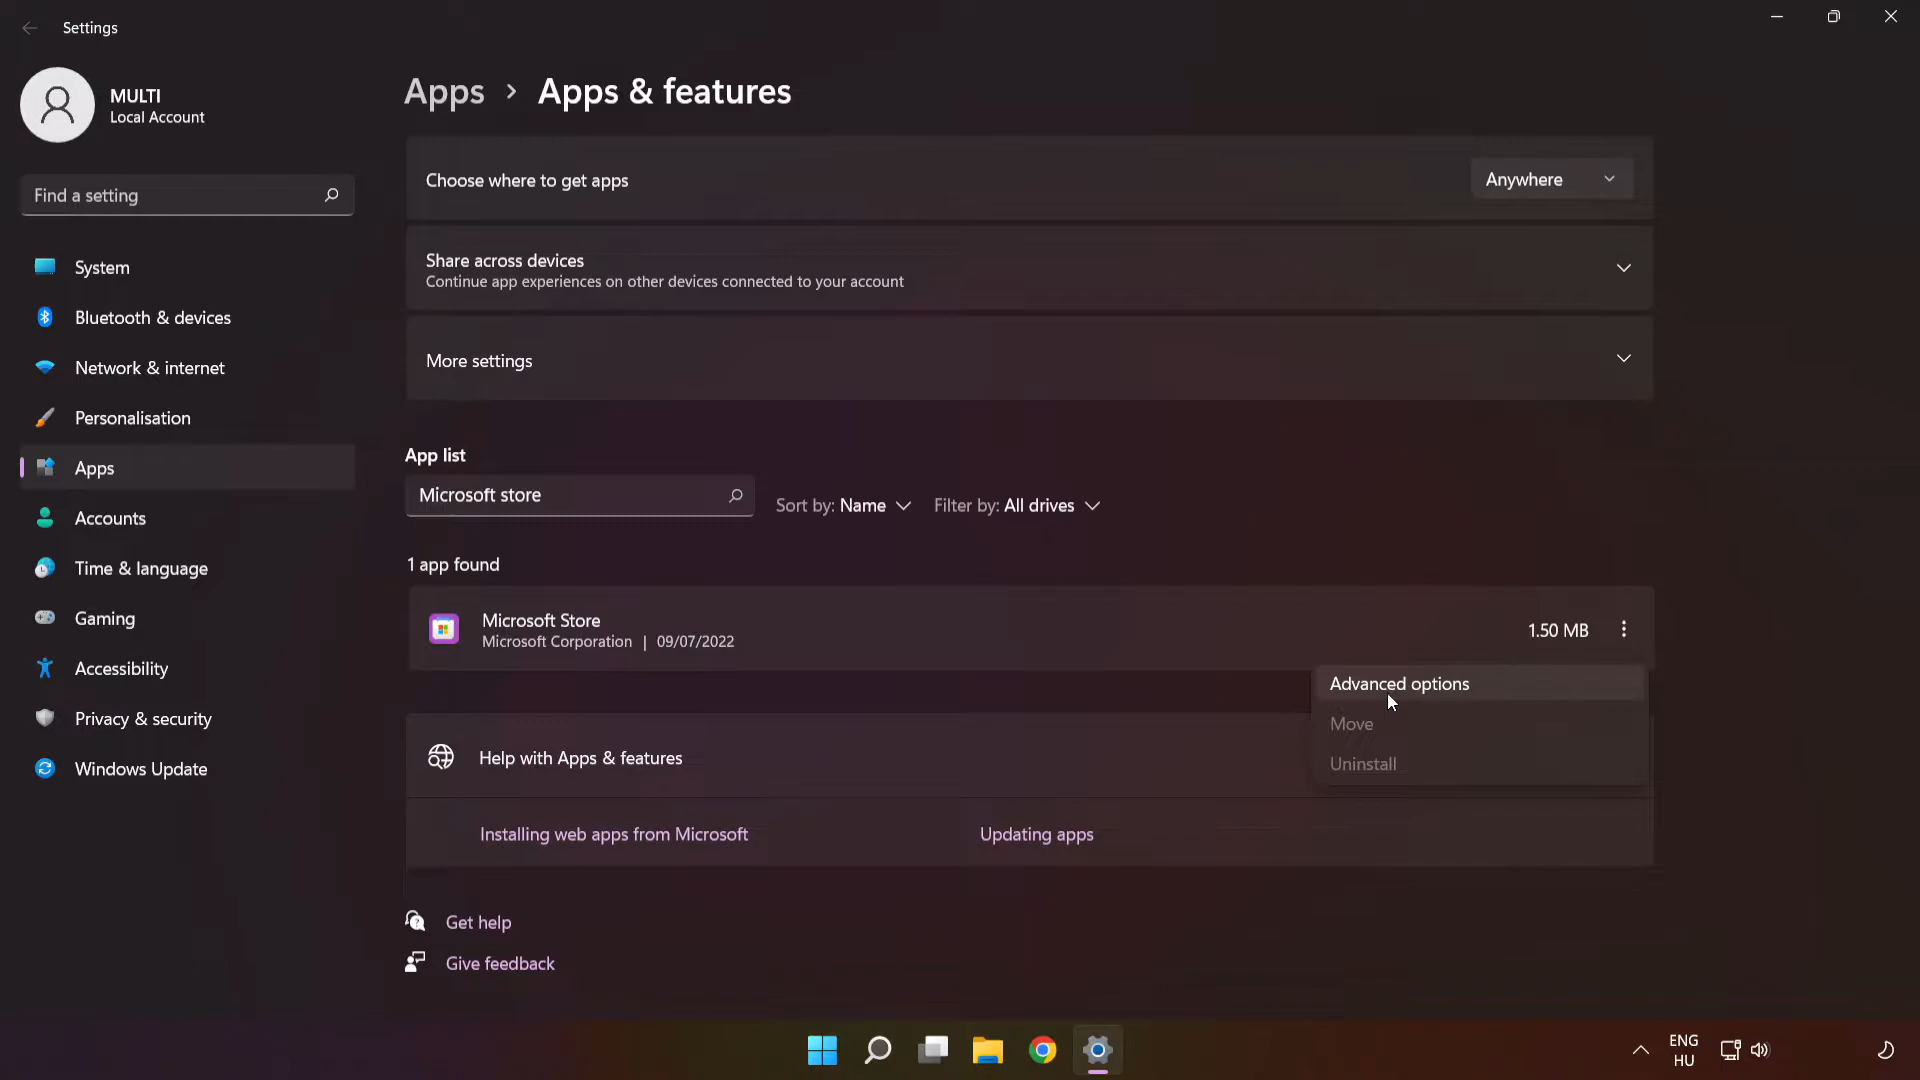 Settings
MULTI
Local Account
Find a setting
System
Bluetooth & devices
Network & internet
Personalisation
Apps
Accounts
Time & language
Gaming
Accessibility
Privacy & security
Windows Update
Apps > Apps & features
Choose where to get apps
Anywhere
Share across devices
Continue app experiences on other devices connected to your account
More settings
App list
Microsoft store
Sort by: Name
Filter by: All drives
1 app found
Microsoft Store
Microsoft Corporation | 09/07/2022
1.50 MB
Advanced options
Move
Uninstall
Help with Apps & features
Installing web apps from Microsoft
Updating apps
Get help
Give feedback
ENG
HU